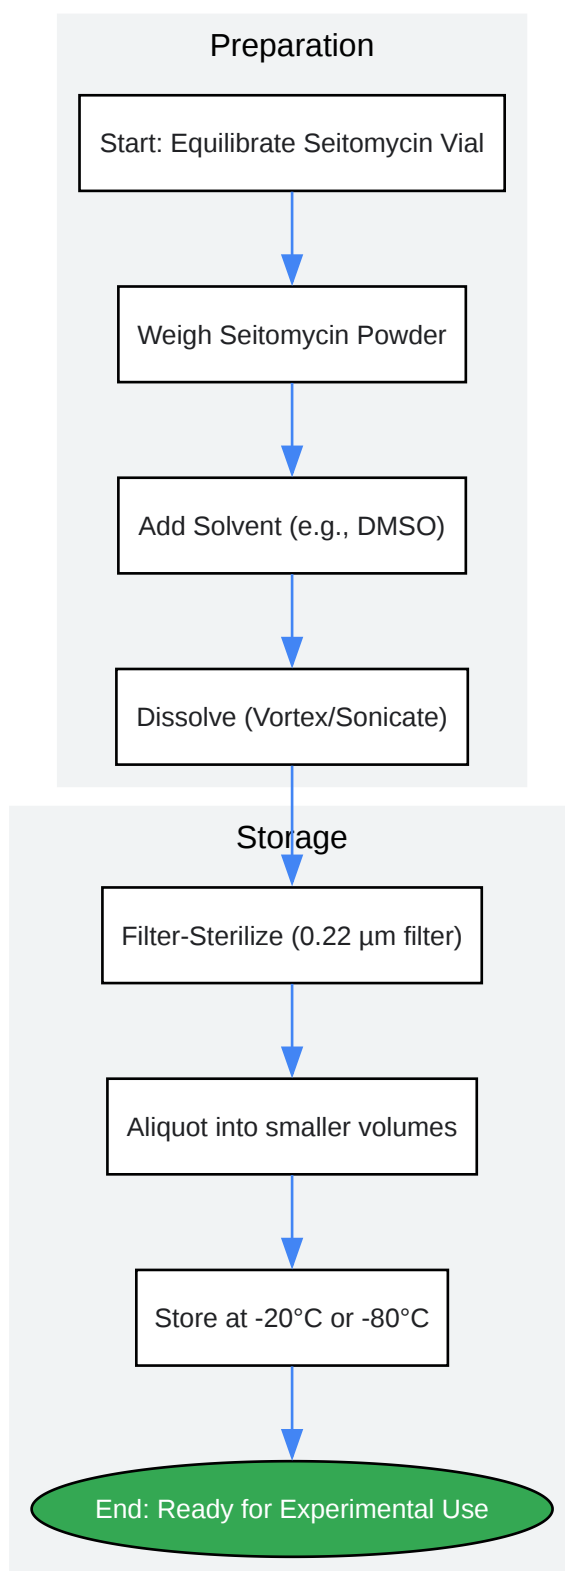 Preparation
Start: Equilibrate Seitomycin Vial
Weigh Seitomycin Powder
Add Solvent (e.g., DMSO)
Dissolve (Vortex/Sonicate)
Storage
Filter-Sterilize (0.22 µm filter)
Aliquot into smaller volumes
Store at -20°C or -80°C
End: Ready for Experimental Use